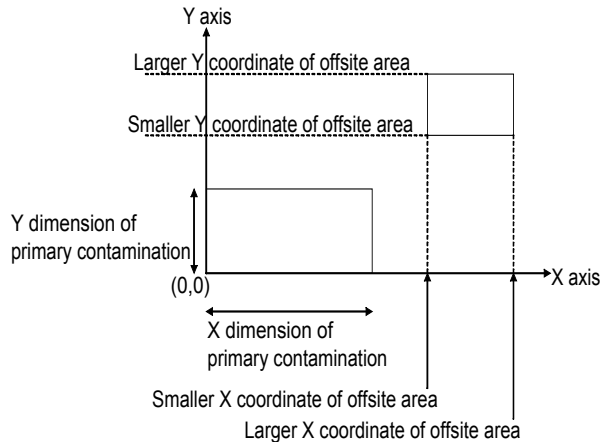 Y axis
Larger Y coordinate of offsite area
Smaller Y coordinate of offsite area
Y dimension of
primary contamination
(0,0)
X axis
X dimension of
primary contamination
Smaller X coordinate of offsite area
Larger X coordinate of offsite area